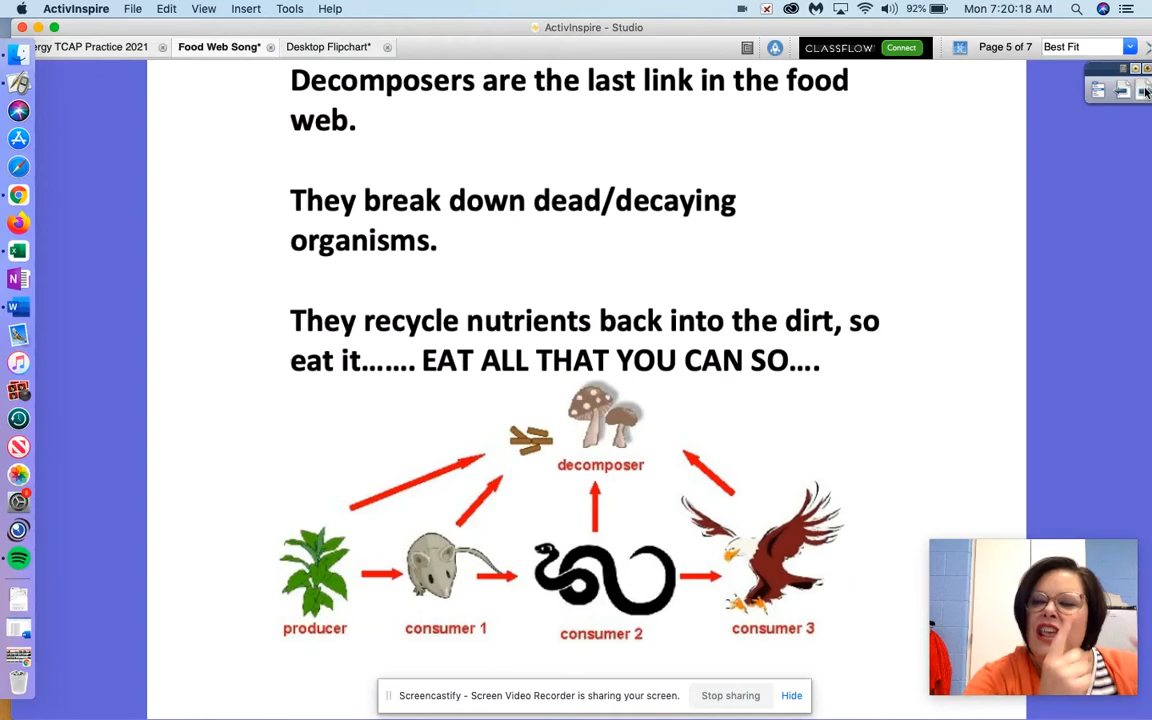 ActivInspire File Edit View Insert Tools Help 92% Mon 7:20:18 AM
ActivInspire - Studio
ergy TCAP Practice 2021 Food Web Song* Desktop Flipchart* CLASSFLOW Connect Page 5 of 7 Best Fit
Decomposers are the last link in the food
web.
They break down dead/decaying
organisms.
They recycle nutrients back into the dirt, so
eat it……. EAT ALL THAT YOU CAN SO….
decomposer
producer consumer 1 consumer 2 consumer 3
Screencastify - Screen Video Recorder is sharing your screen. Stop sharing Hide